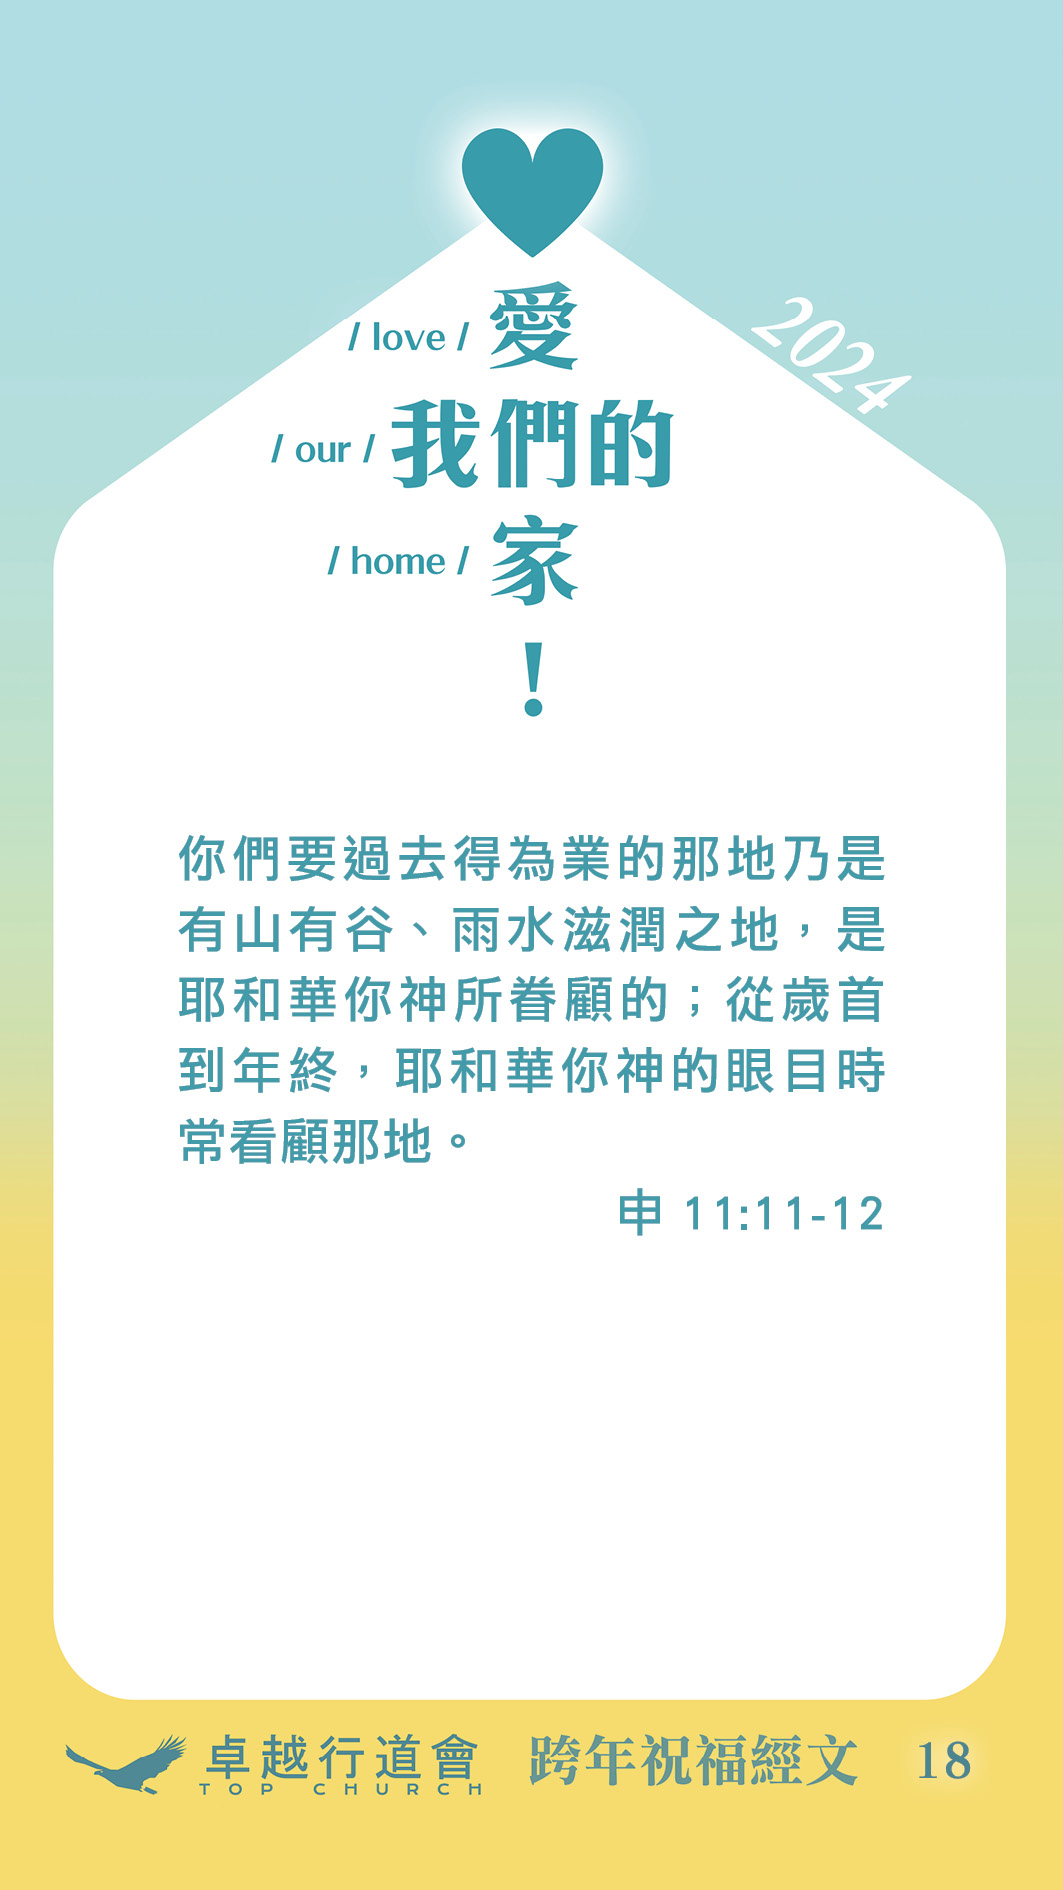 2024
/ love / 愛
/ our / 我們的
/ home / 家
!
你們要過去得為業的那地乃是
有山有谷、雨水滋潤之地，是
耶和華你神所眷顧的；從歲首
到年終，耶和華你神的眼目時
常看顧那地。
申 11:11-12
卓越行道會
TOP CHURCH
跨年祝福經文
18